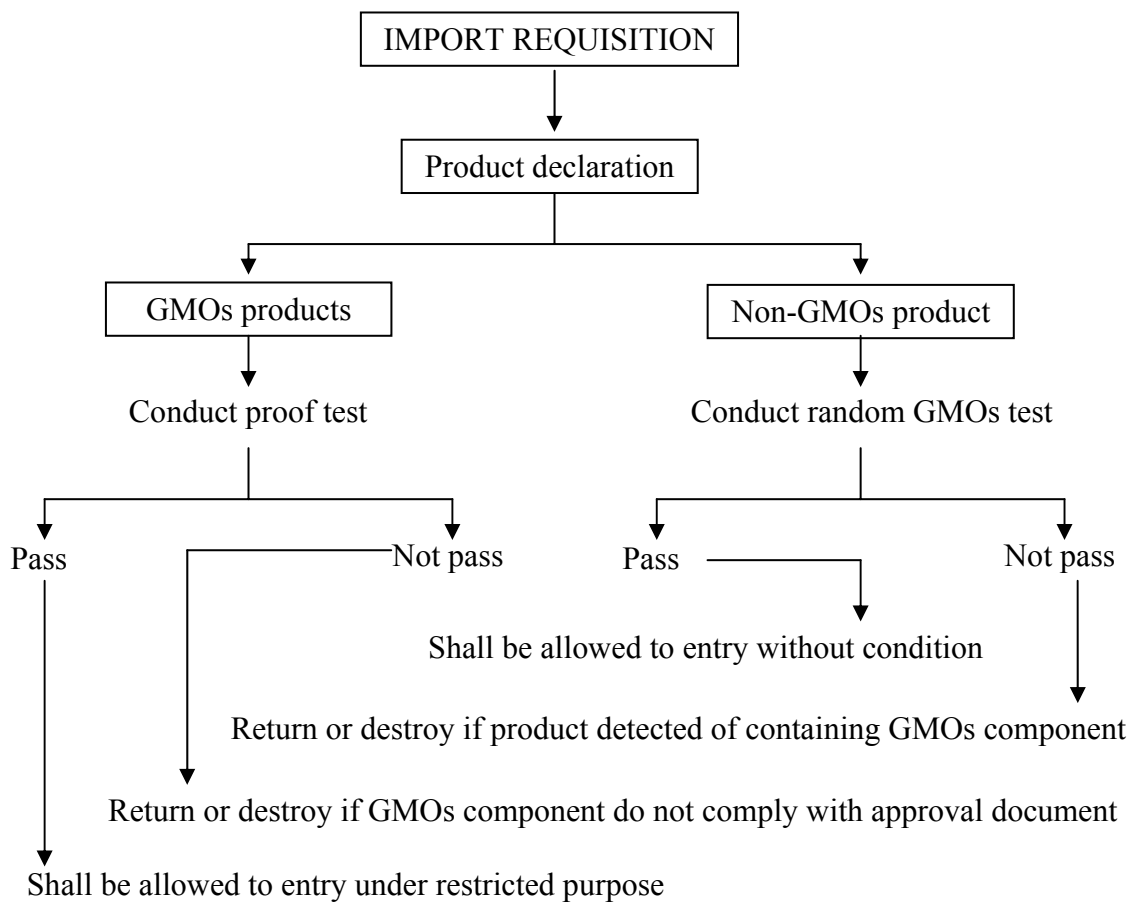 IMPORT REQUISITION
Product declaration
GMOs products
Non-GMOs product
Conduct proof test
Conduct random GMOs test
Pass
Not pass
Pass
Not pass
Shall be allowed to entry without condition
Return or destroy if product detected of containing GMOs component
Return or destroy if GMOs component do not comply with approval document
Shall be allowed to entry under restricted purpose